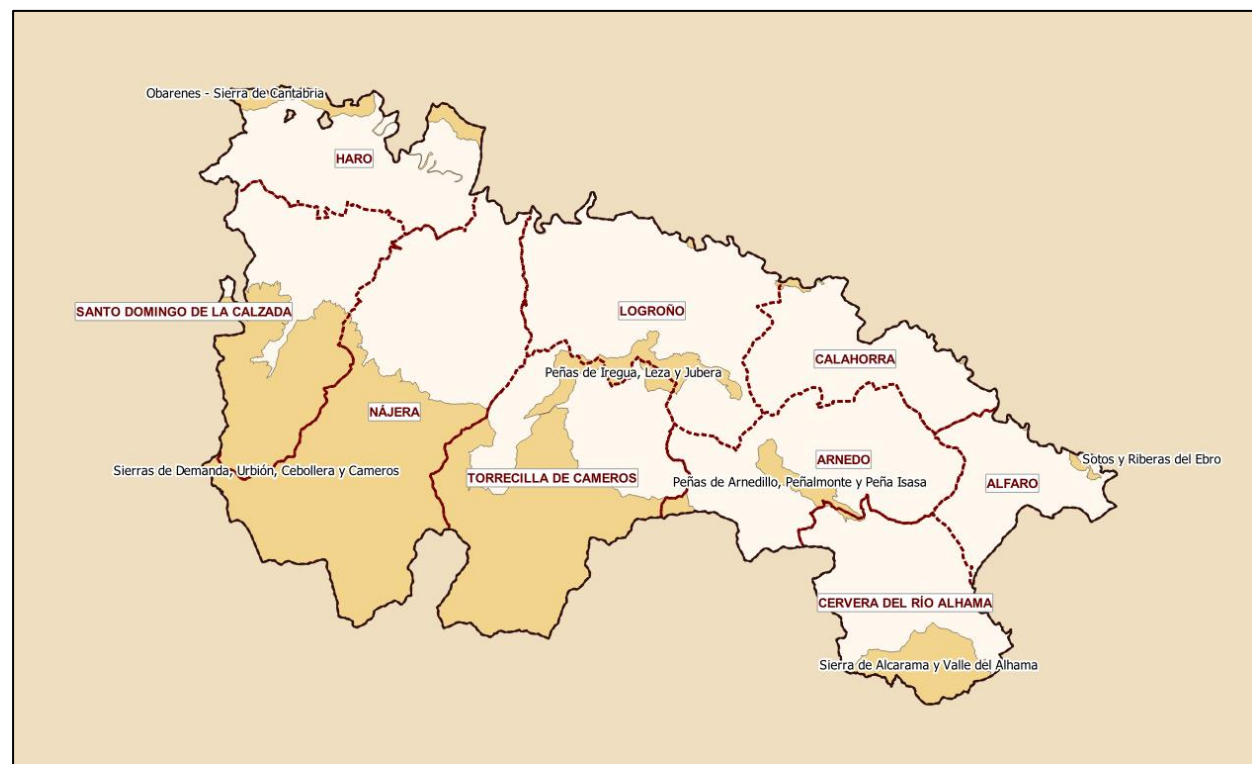 Obarenes - Sierra de Cantabria
HARO
SANTO DOMINGO DE LA CALZADA
LOGROÑO
CALAHORRA
Peñas de Iregua, Leza y Jubera
NÁJERA
ARNEDO
Sotos y Riberas del Ebro
Sierras de Demanda, Urbión, Cebollera y Cameros
TORRECILLA DE CAMEROS
Peñas de Arnedillo, Peñalmonte y Peña Isasa
ALFARO
CERVERA DEL RÍO ALHAMA
Sierra de Alcarama y Valle del Alhama